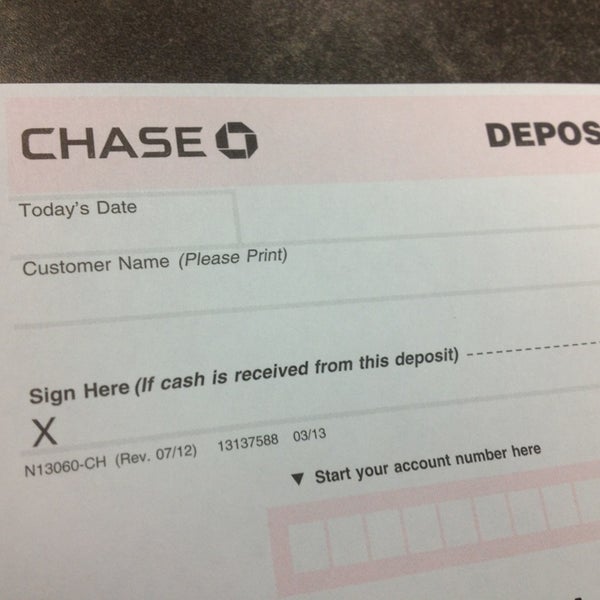 CHASE DEPOS
Today's Date
Customer Name (Please Print)
Sign Here (If cash is received from this deposit)
X
N13060-CH (Rev. 07/12) 13137588 03/13
▼ Start your account number here